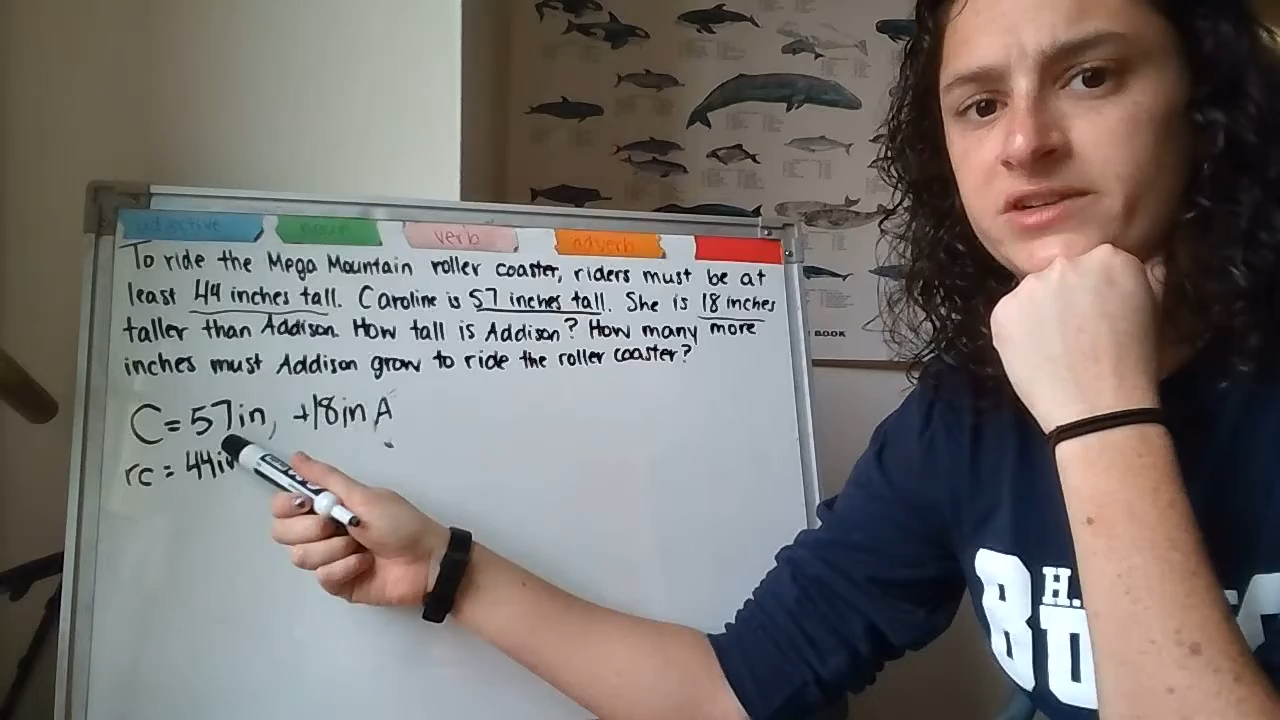 adjective noun verb adverb
To ride the Mega Mountain roller coaster, riders must be at
least 44 inches tall. Caroline is 57 inches tall. She is 18 inches
taller than Addison. How tall is Addison? How many more
inches must Addison grow to ride the roller coaster?
C=57in, +18in A
rc = 44in
BOOK
H.